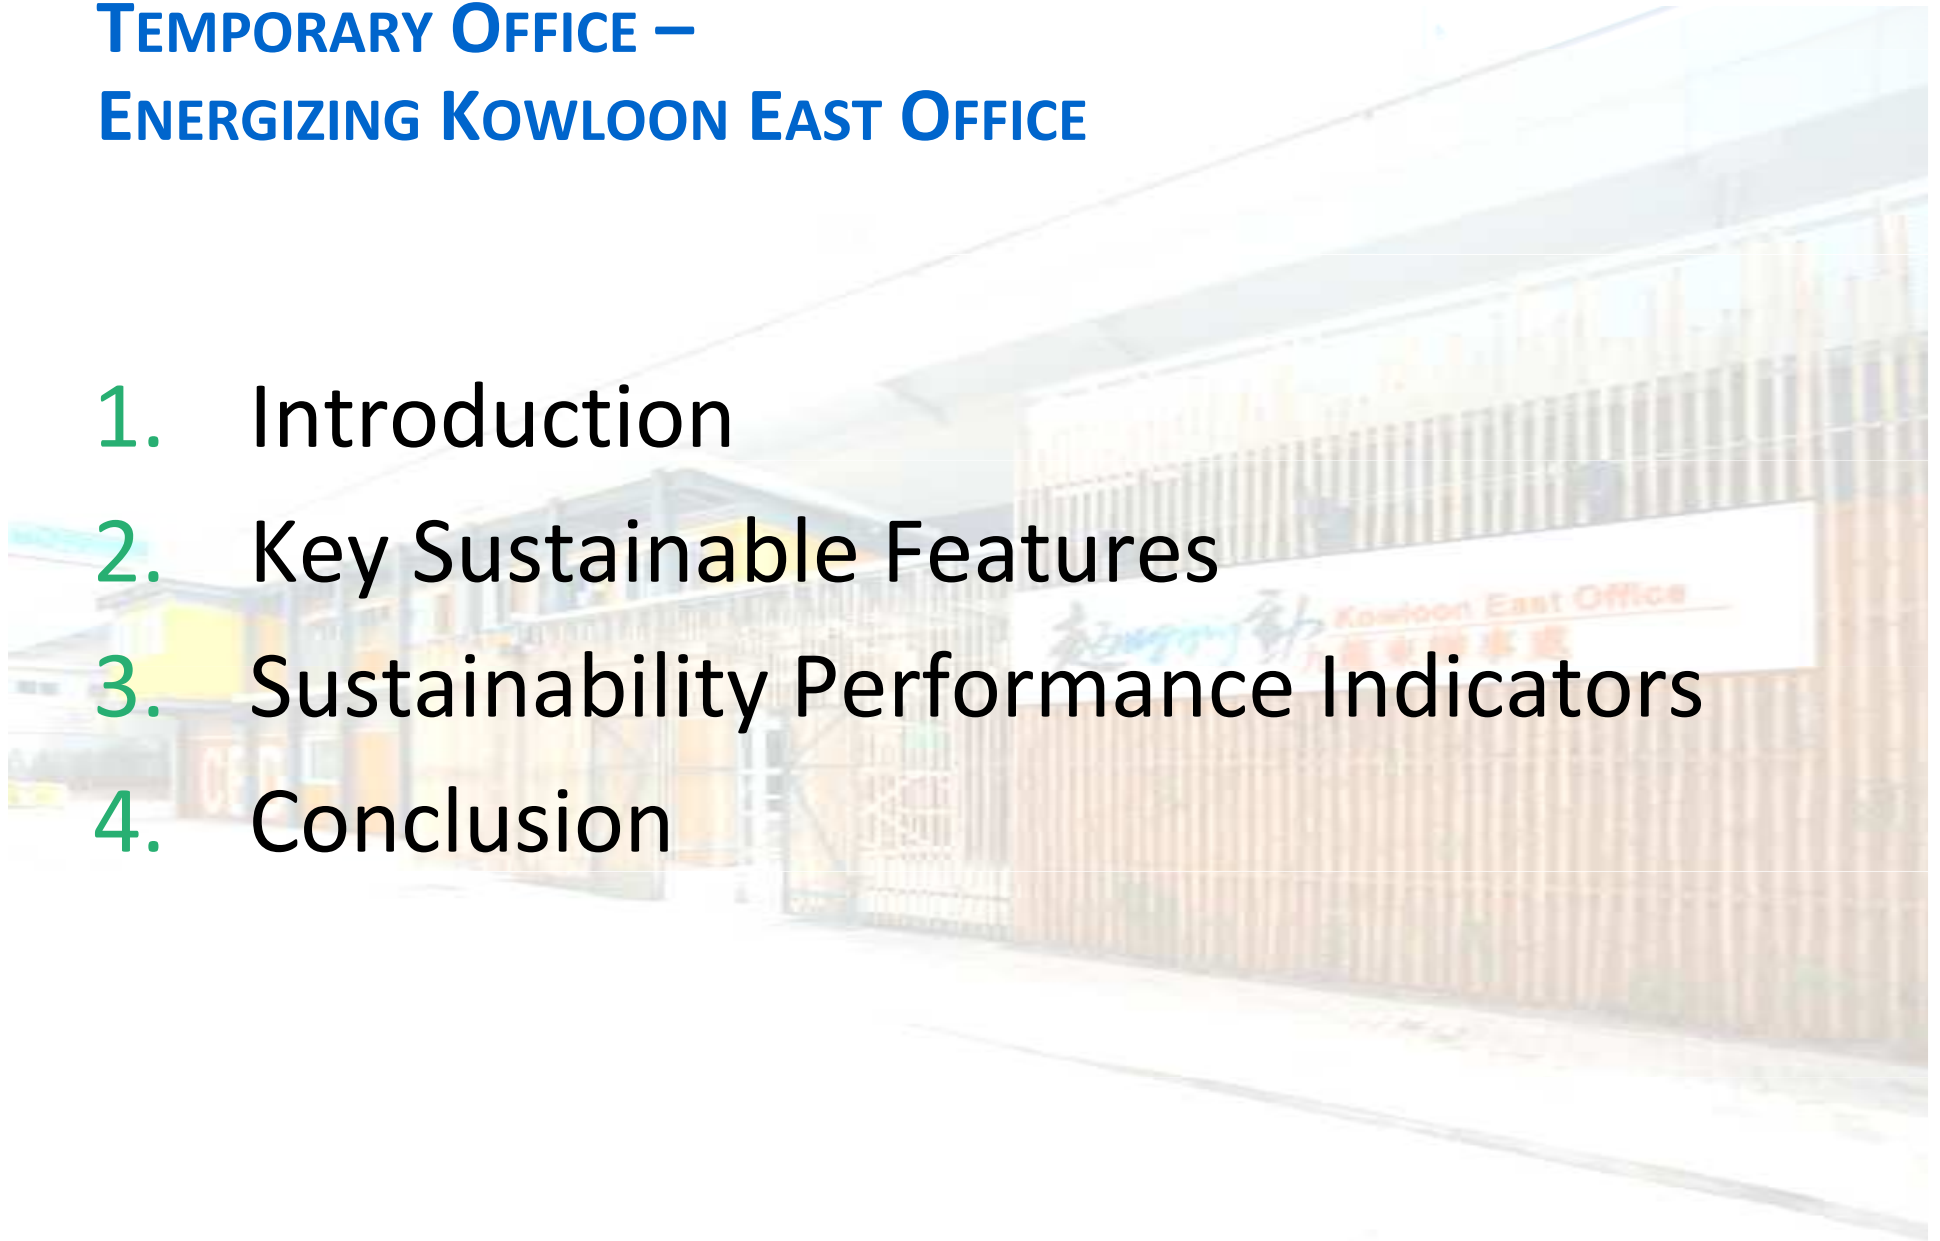 TEMPORARY OFFICE –
ENERGIZING KOWLOON EAST OFFICE
1. Introduction
2. Key Sustainable Features
3. Sustainability Performance Indicators
4. Conclusion
Kowloon East Office